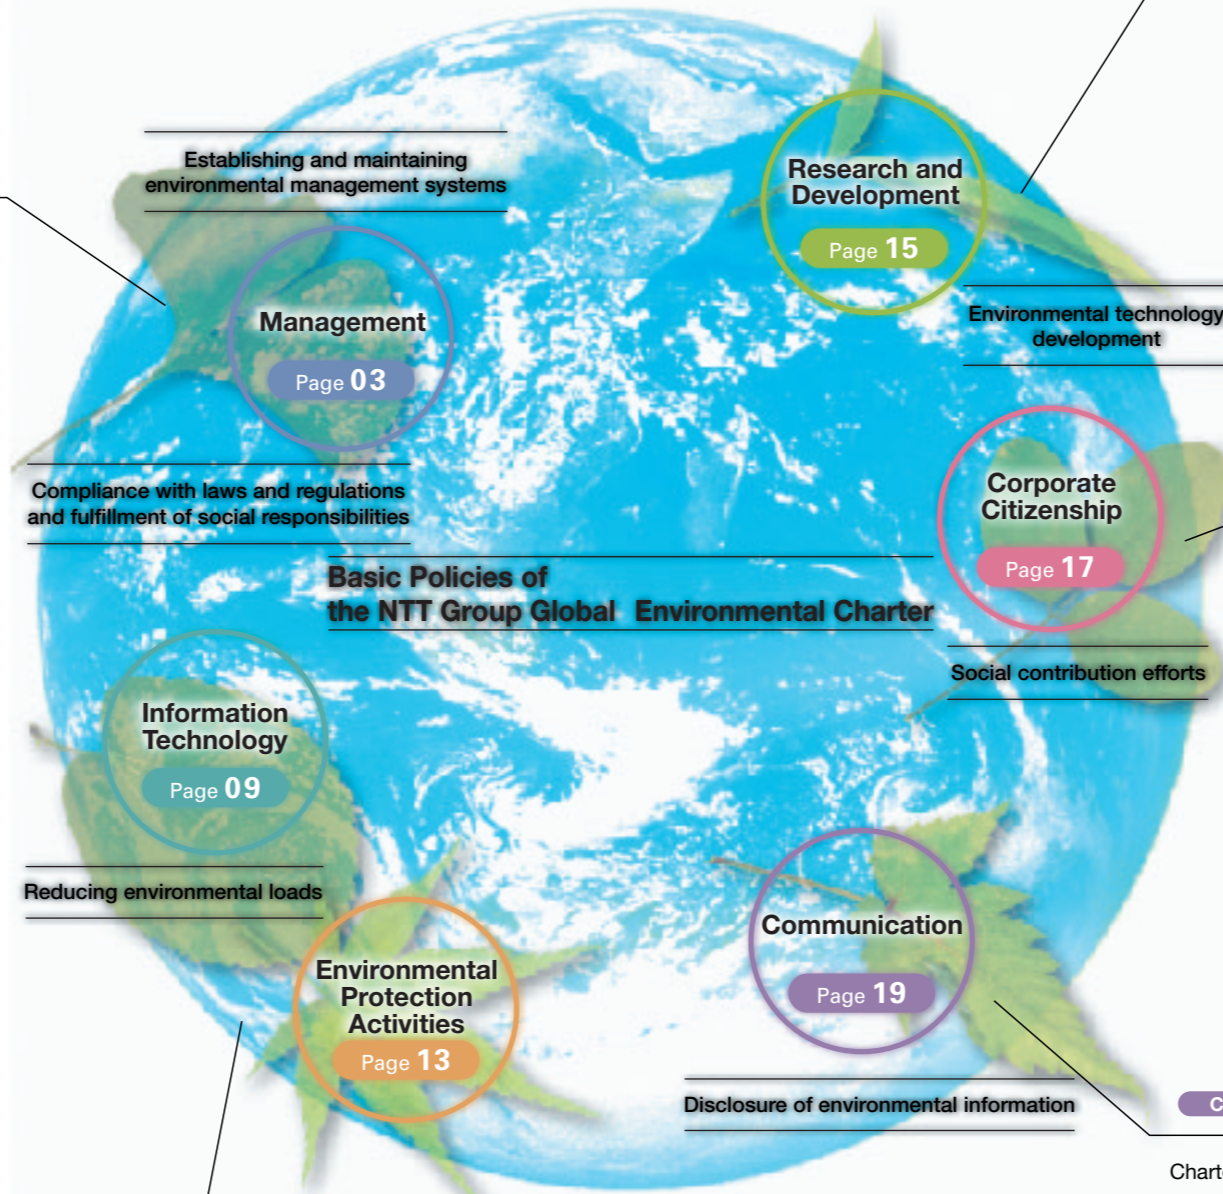 Establishing and maintaining
environmental management systems
Research and
Development
Page 15
Environmental technology
development
Management
Page 03
Compliance with laws and regulations
and fulfillment of social responsibilities
Corporate
Citizenship
Page 17
Basic Policies of
the NTT Group Global Environmental Charter
Social contribution efforts
Information
Technology
Page 09
Reducing environmental loads
Communication
Page 19
Environmental
Protection
Activities
Page 13
Disclosure of environmental information
C
Charte